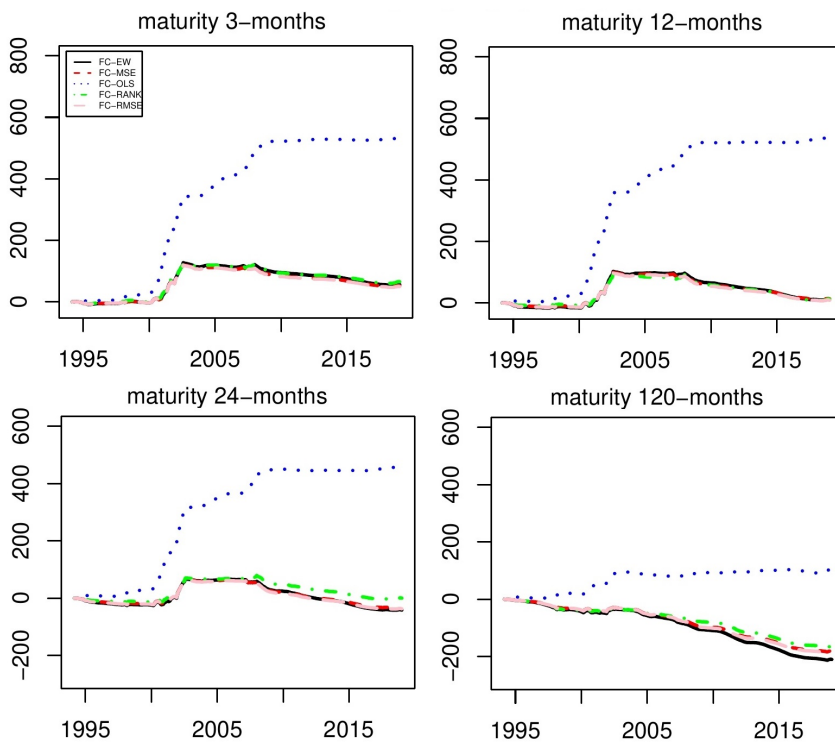 maturity 3−months
800
600
400
200
0
FC−EW
FC−MSE
FC−OLS
FC−RANK
FC−RMSE
1995 2005 2015
maturity 12−months
800
600
400
200
0
1995 2005 2015
maturity 24−months
600
400
200
0
−200
1995 2005 2015
maturity 120−months
600
400
200
0
−200
1995 2005 2015